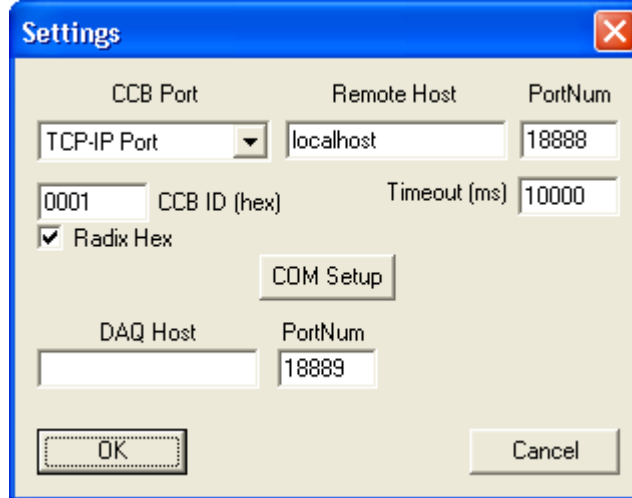 Settings
CCB Port Remote Host PortNum
TCP-IP Port localhost 18888
0001 CCB ID (hex) Timeout (ms) 10000
Radix Hex
COM Setup
DAQ Host PortNum
18889
OK Cancel